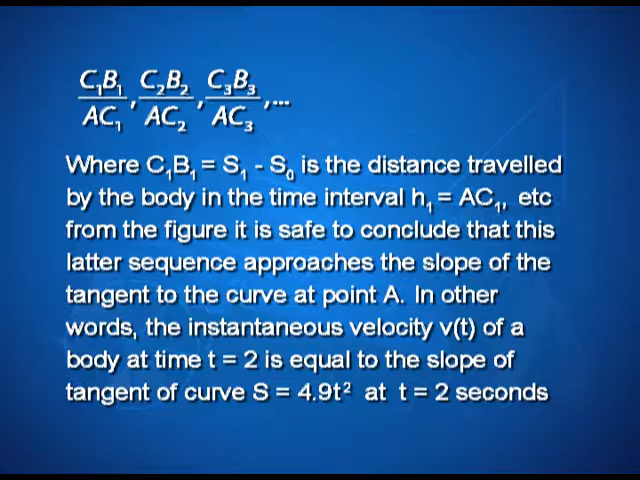 C₁B₁/AC₁, C₂B₂/AC₂, C₃B₃/AC₃, ...
Where C₁B₁ = S₁ - S₀ is the distance travelled
by the body in the time interval h₁ = AC₁, etc
from the figure it is safe to conclude that this
latter sequence approaches the slope of the
tangent to the curve at point A. In other
words, the instantaneous velocity v(t) of a
body at time t = 2 is equal to the slope of
tangent of curve S = 4.9t² at t = 2 seconds